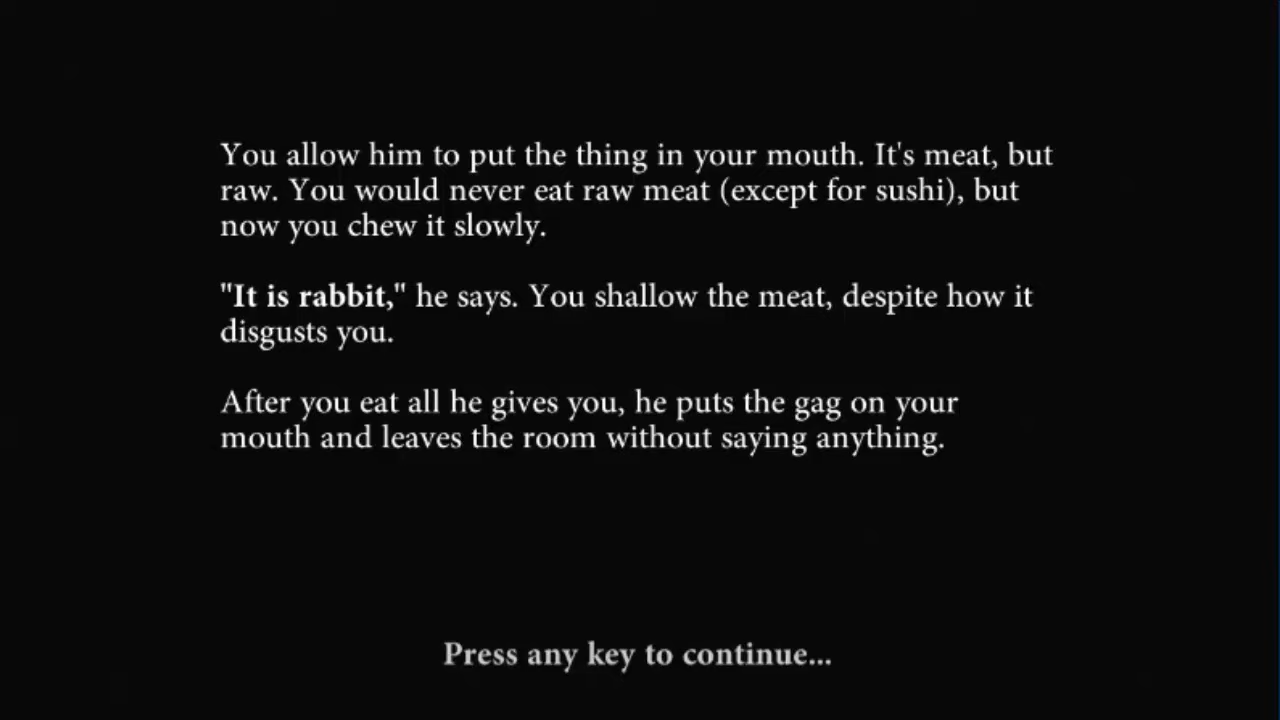 You allow him to put the thing in your mouth. It's meat, but
raw. You would never eat raw meat (except for sushi), but
now you chew it slowly.
"It is rabbit," he says. You shallow the meat, despite how it
disgusts you.
After you eat all he gives you, he puts the gag on your
mouth and leaves the room without saying anything.
Press any key to continue...